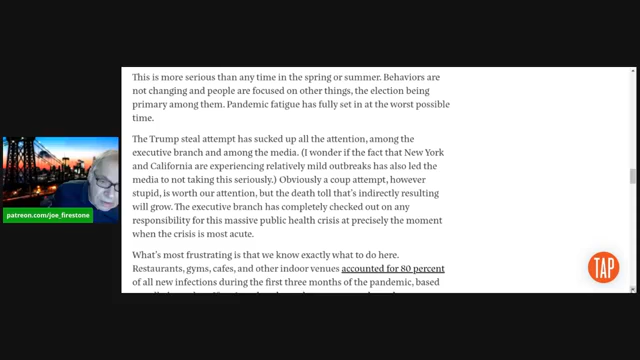 This is more serious than any time in the spring or summer. Behaviors are
not changing and people are focused on other things, the election being
primary among them. Pandemic fatigue has fully set in at the worst possible
time.
The Trump steal attempt has sucked up all the attention, among the
executive branch and among the media. (I wonder if the fact that New York
and California are experiencing relatively mild outbreaks has also led the
media to not taking this seriously.) Obviously a coup attempt, however
stupid, is worth our attention, but the death toll that's indirectly resulting
will grow. The executive branch has completely checked out on any
responsibility for this massive public health crisis at precisely the moment
when the crisis is most acute.
What's most frustrating is that we know exactly what to do here.
Restaurants, gyms, cafes, and other indoor venues accounted for 80 percent
of all new infections during the first three months of the pandemic, based
patreon.com/joe_firestone
TAP